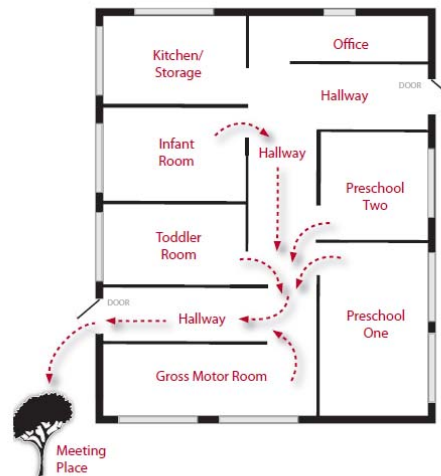 Kitchen/
Storage
Office
DOOR
Hallway
Infant
Room
Hallway
Preschool
Two
Toddler
Room
DOOR
Hallway
Preschool
One
Gross Motor Room
Meeting
Place